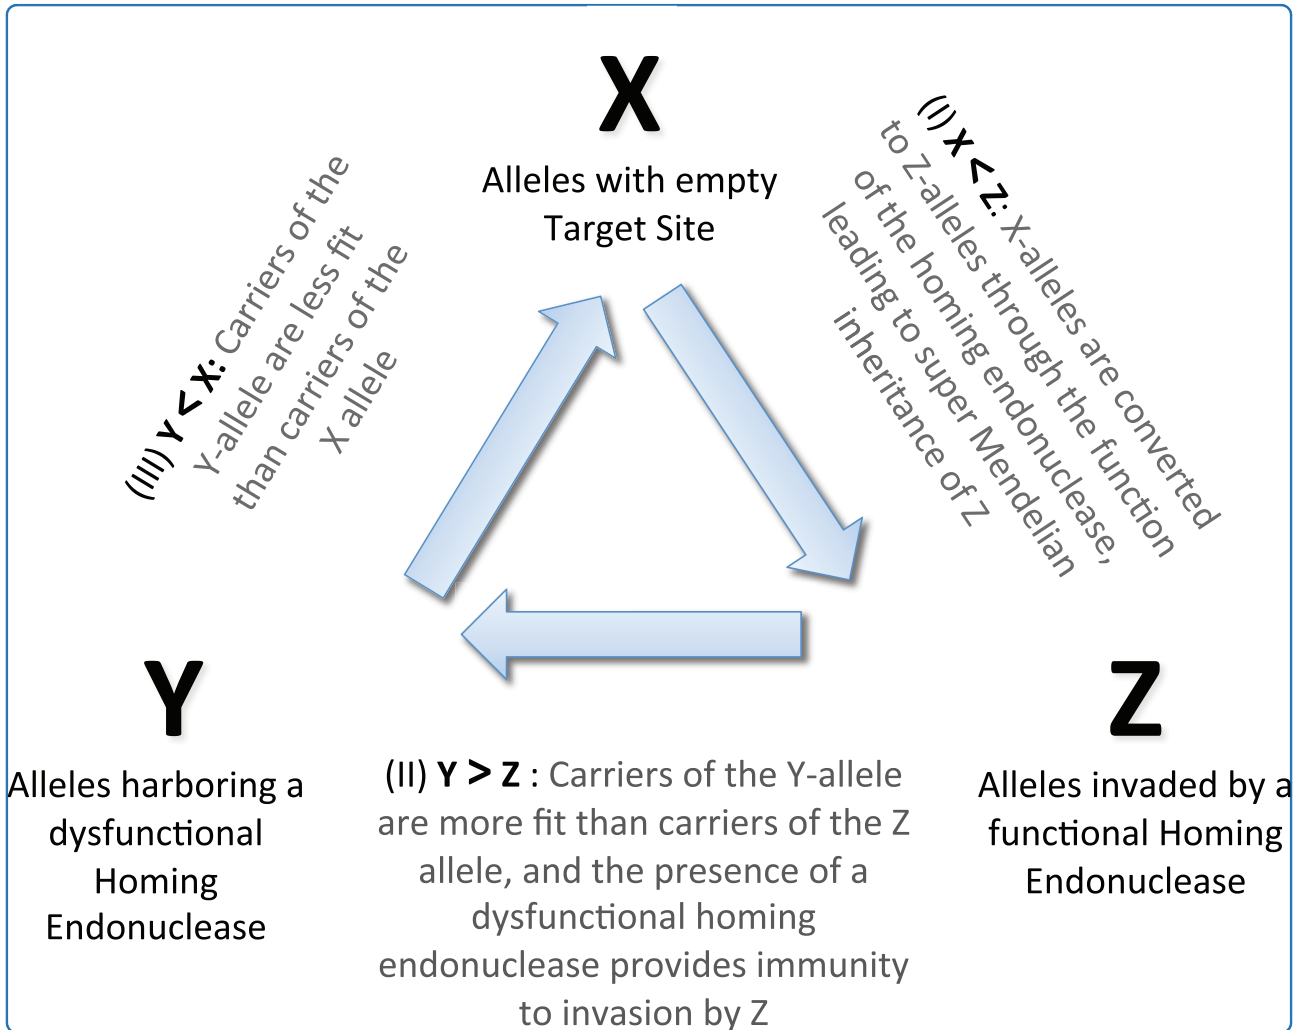 X
Alleles with empty
Target Site
(I) X < Z: X-alleles are converted
to Z-alleles through the function
of the homing endonuclease,
leading to super Mendelian
inheritance of Z
(III) Y < X: Carriers of the
Y-allele are less fit
than carriers of the
X allele
Y
Alleles harboring a
dysfunctional
Homing
Endonuclease
(II) Y > Z : Carriers of the Y-allele
are more fit than carriers of the Z
allele, and the presence of a
dysfunctional homing
endonuclease provides immunity
to invasion by Z
Z
Alleles invaded by a
functional Homing
Endonuclease